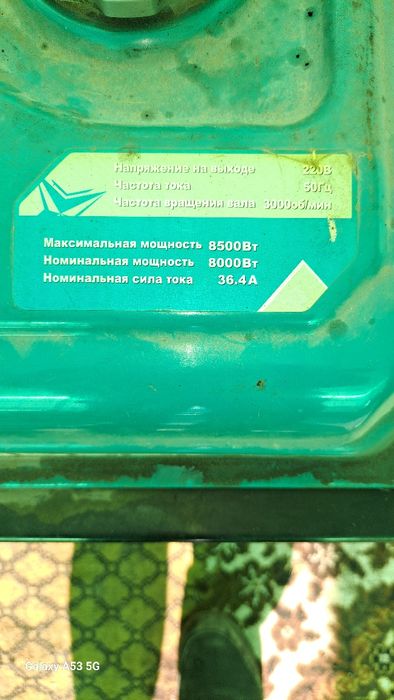 Напряжение на выходе 220В
Частота тока 50Гц
Частота вращения вала 3000об/мин
Максимальная мощность 8500Вт
Номинальная мощность 8000Вт
Номинальная сила тока 36.4А
Galaxy A53 5G